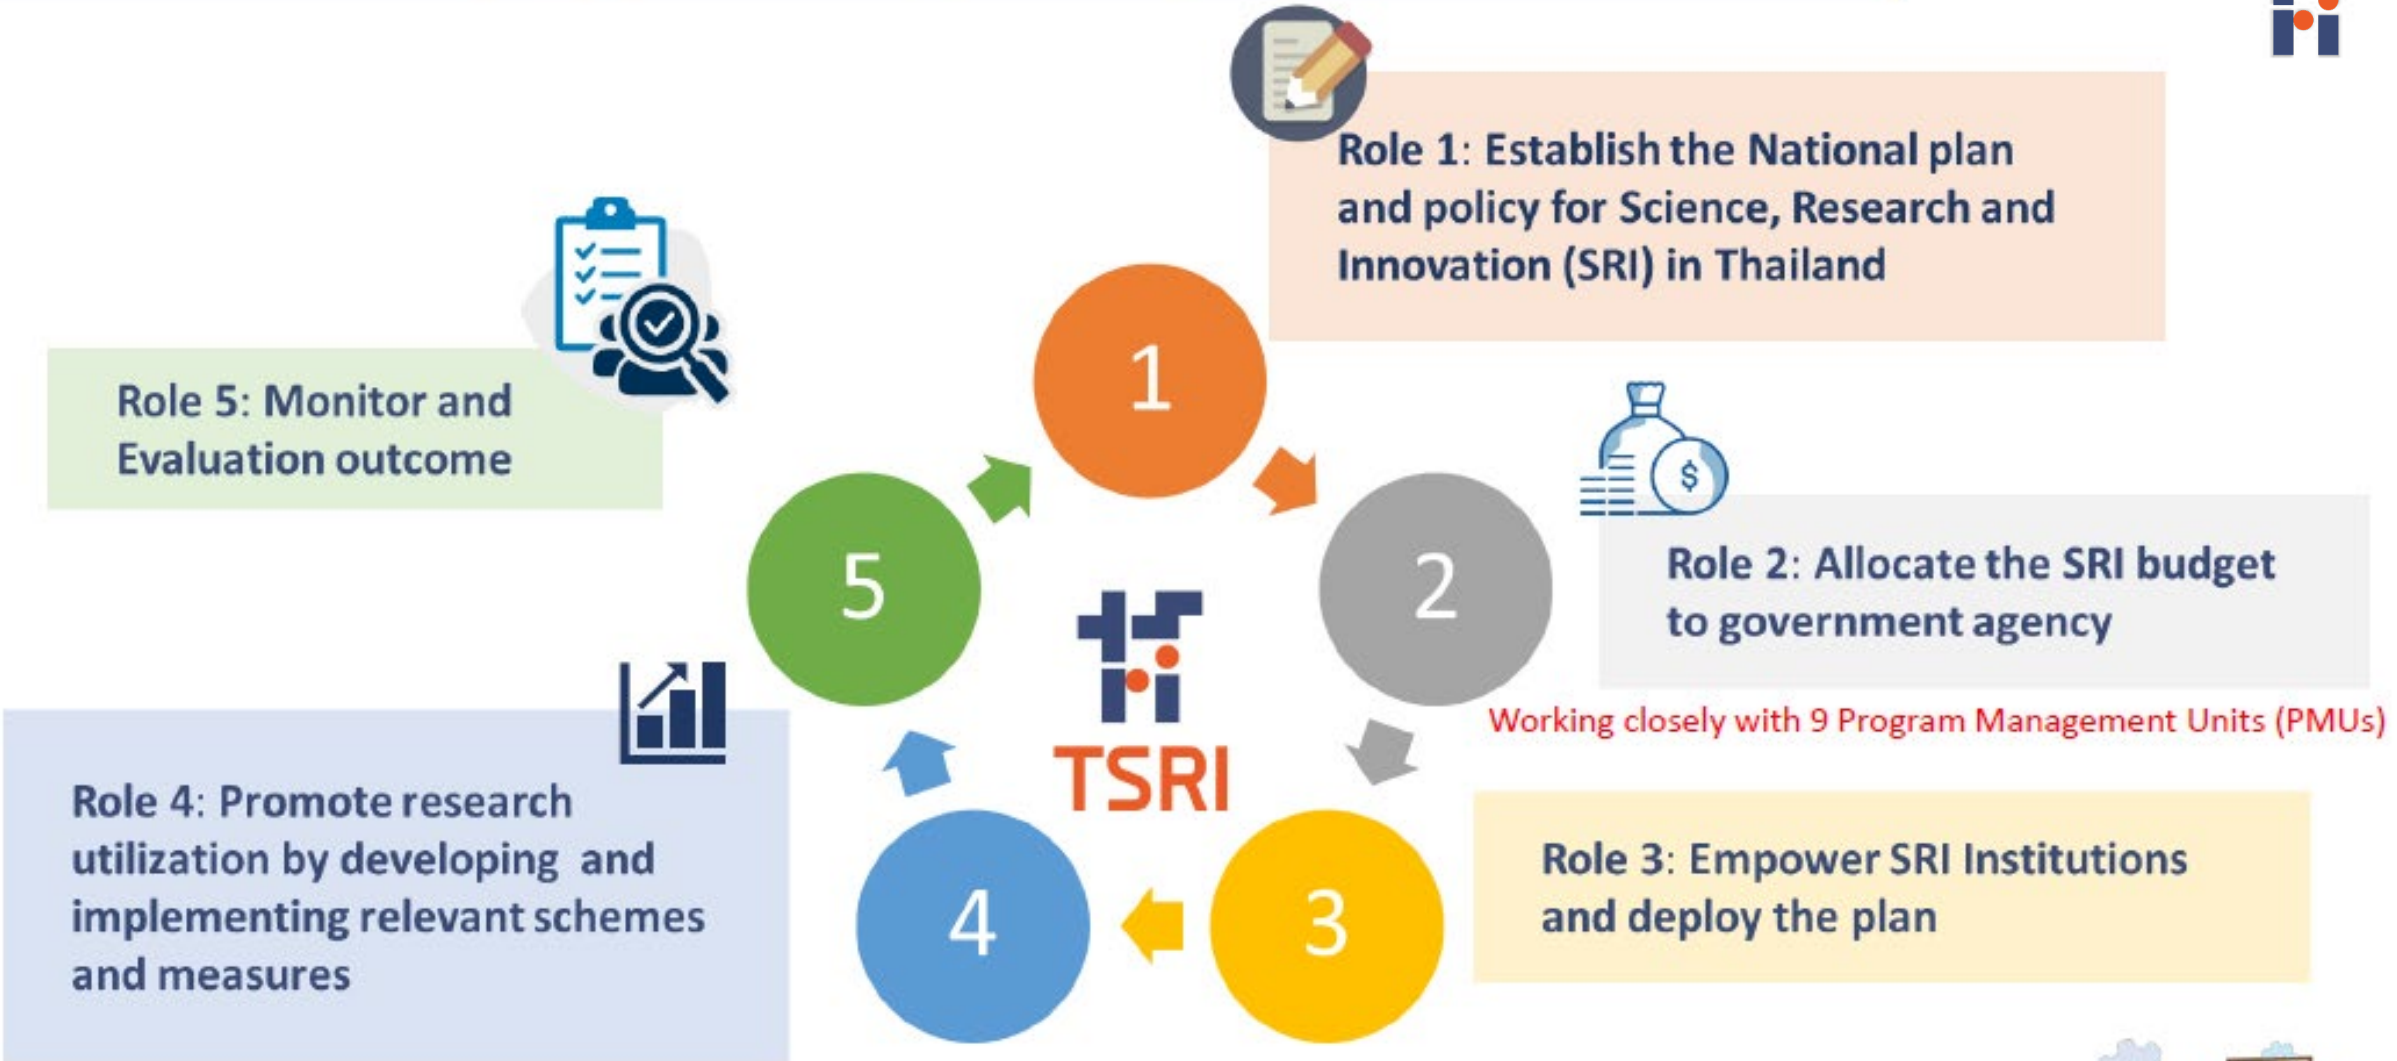 Role 1: Establish the National plan
and policy for Science, Research and
Innovation (SRI) in Thailand
1
Role 5: Monitor and
Evaluation outcome
5
2
$
Role 2: Allocate the SRI budget
to government agency
Working closely with 9 Program Management Units (PMUs)
TSRI
Role 4: Promote research
utilization by developing and
implementing relevant schemes
and measures
4
3
Role 3: Empower SRI Institutions
and deploy the plan